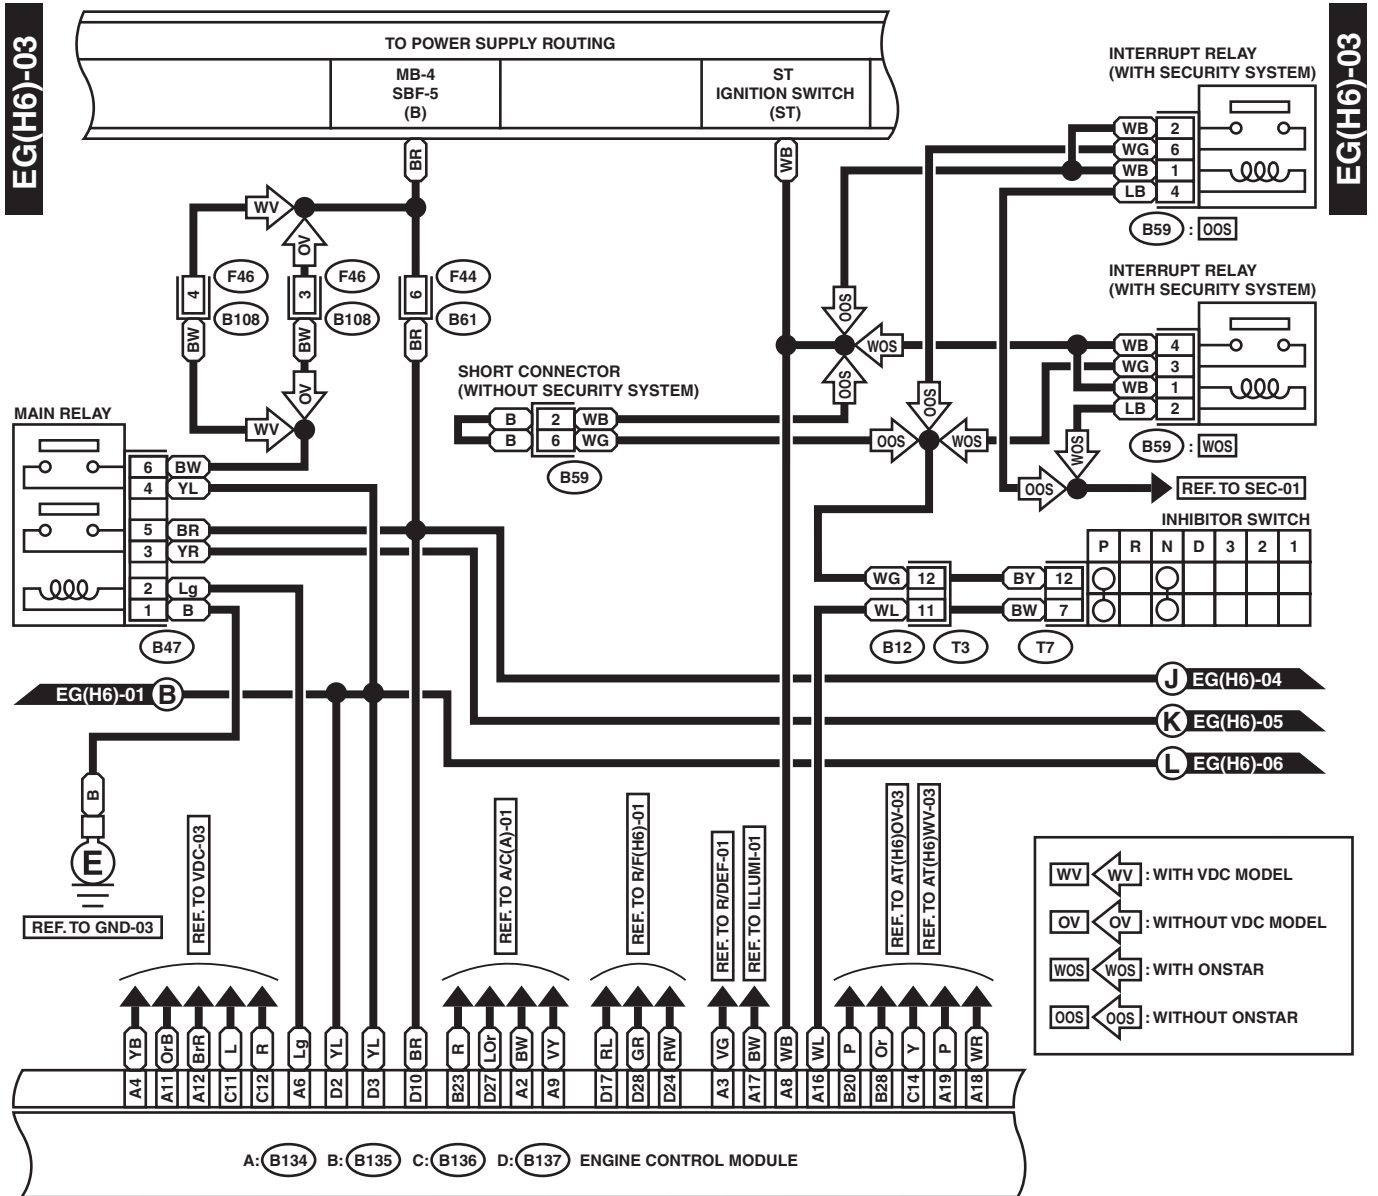 EG(H6)-03
EG(H6)-03
TO POWER SUPPLY ROUTING
MB-4
SBF-5
(B)
ST
IGNITION SWITCH
(ST)
BR
WB
INTERRUPT RELAY
(WITH SECURITY SYSTEM)
WB 2
WG 6
WB 1
LB 4
B59 : OOS
WV
OV
4
F46
B108
3
F46
B108
6
F44
B61
BW
BW
BR
OV
WV
OOS
WOS
OOS
OOS
INTERRUPT RELAY
(WITH SECURITY SYSTEM)
WB 4
WG 3
WB 1
LB 2
B59 : WOS
SHORT CONNECTOR
(WITHOUT SECURITY SYSTEM)
B 2 WB
B 6 WG
B59
OOS
WOS
WOS
OOS
REF. TO SEC-01
MAIN RELAY
6 BW
4 YL
5 BR
3 YR
2 Lg
1 B
B47
INHIBITOR SWITCH
P R N D 3 2 1
WG 12 BY 12
WL 11 BW 7
B12 T3 T7
EG(H6)-01 B
J EG(H6)-04
K EG(H6)-05
L EG(H6)-06
B
E
REF. TO GND-03
REF. TO VDC-03
REF. TO A/C(A)-01
REF. TO R/F(H6)-01
REF. TO R/DEF-01
REF. TO ILLUMI-01
REF. TO AT(H6)OV-03
REF. TO AT(H6)WV-03
WV WV : WITH VDC MODEL
OV OV : WITHOUT VDC MODEL
WOS WOS : WITH ONSTAR
OOS OOS : WITHOUT ONSTAR
YB OrB BrR L R Lg YL YL BR R LOr BW VY RL GR RW VG BW WB WL P Or Y P WR
A4 A11 A12 C11 C12 A6 D2 D3 D10 B23 D27 A2 A9 D17 D28 D24 A3 A17 A8 A16 B20 B28 C14 A19 A18
A: B134 B: B135 C: B136 D: B137 ENGINE CONTROL MODULE